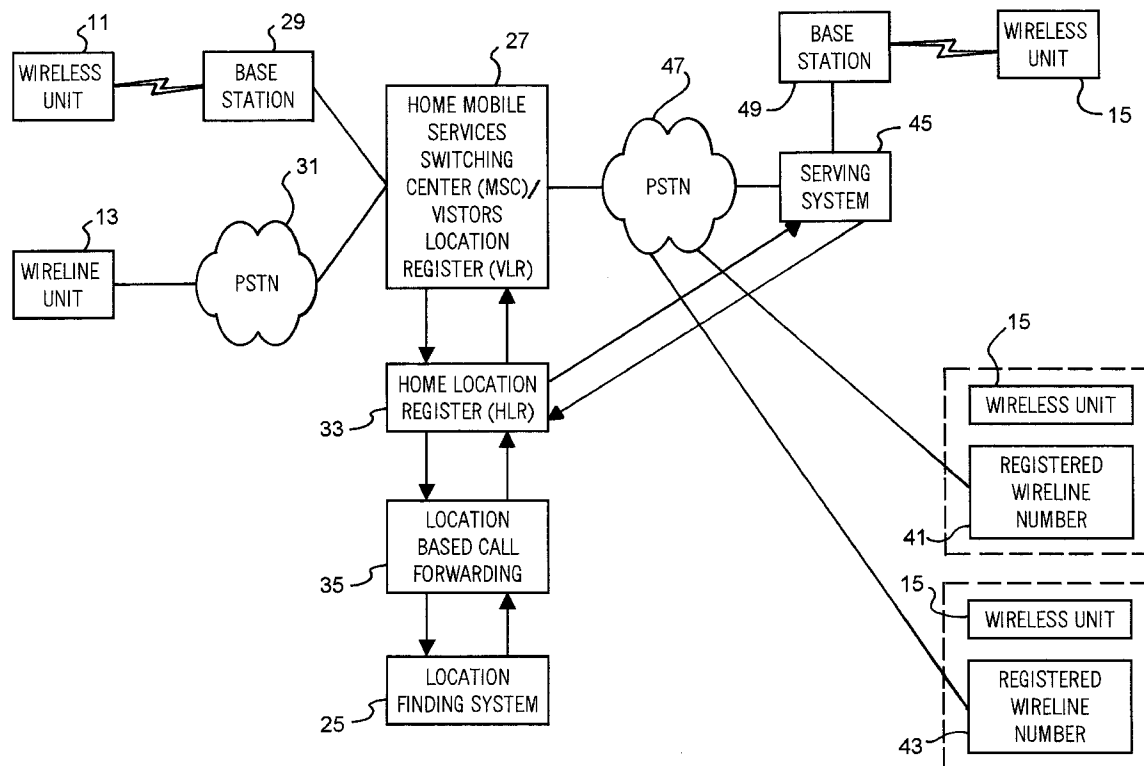 11
29
27
47
WIRELESS
UNIT
BASE
STATION
HOME MOBILE
SERVICES
SWITCHING
CENTER (MSC)/
VISTORS
LOCATION
REGISTER (VLR)
PSTN
BASE
STATION
WIRELESS
UNIT
49
15
45
SERVING
SYSTEM
31
13
WIRELINE
UNIT
PSTN
HOME LOCATION
REGISTER (HLR)
33
15
WIRELESS UNIT
REGISTERED
WIRELINE
NUMBER
41
LOCATION
BASED CALL
FORWARDING
35
15
WIRELESS UNIT
REGISTERED
WIRELINE
NUMBER
43
LOCATION
FINDING SYSTEM
25